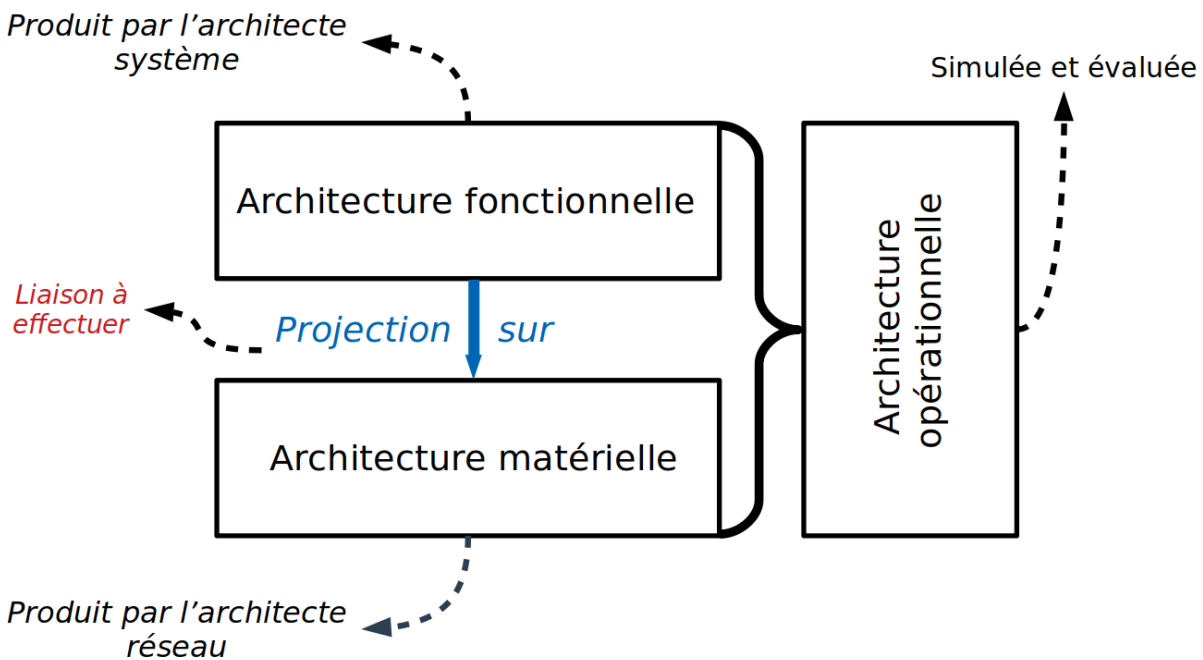 Produit par l’architecte
système
Simulée et évaluée
Architecture fonctionnelle
Liaison à
effectuer
Projection sur
Architecture
opérationnelle
Architecture matérielle
Produit par l’architecte
réseau